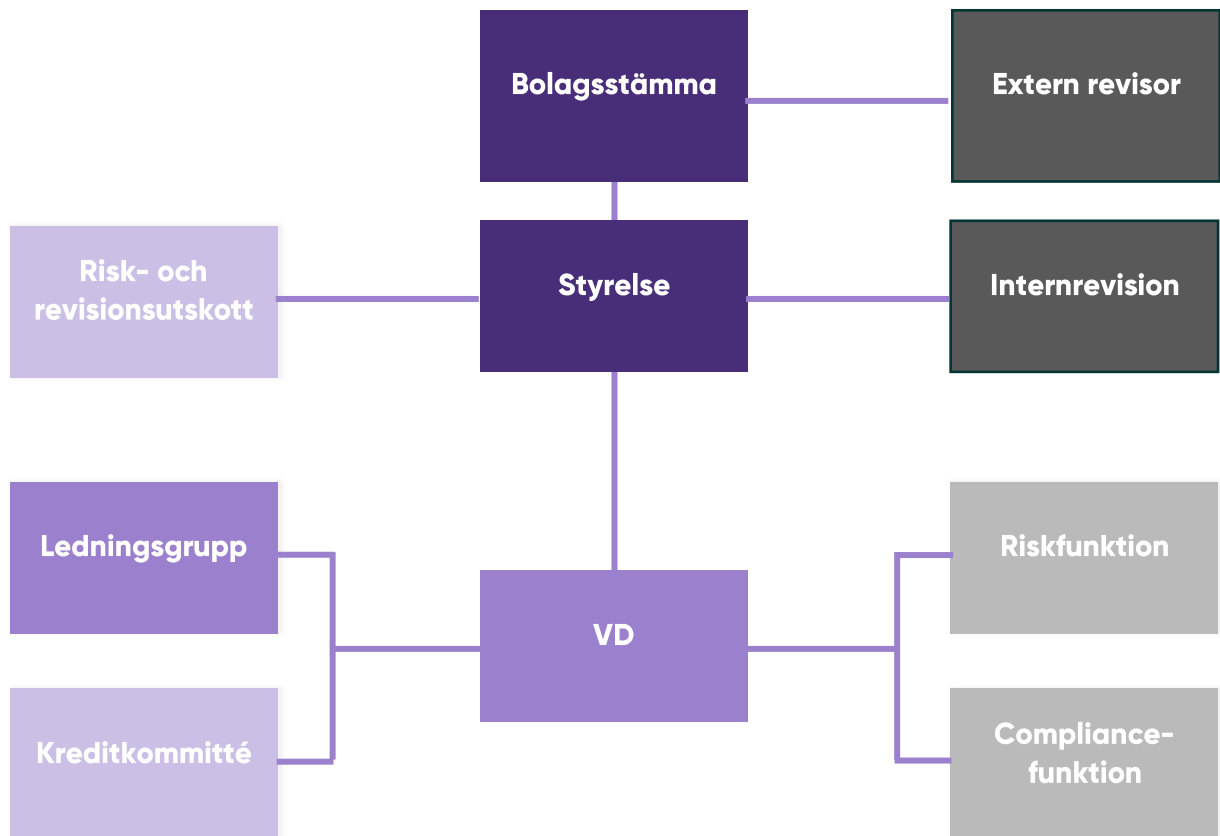 Bolagsstämma
Extern revisor
Risk- och
revisionsutskott
Styrelse
Internrevision
Ledningsgrupp
Riskfunktion
VD
Kreditkommitté
Compliance-
funktion